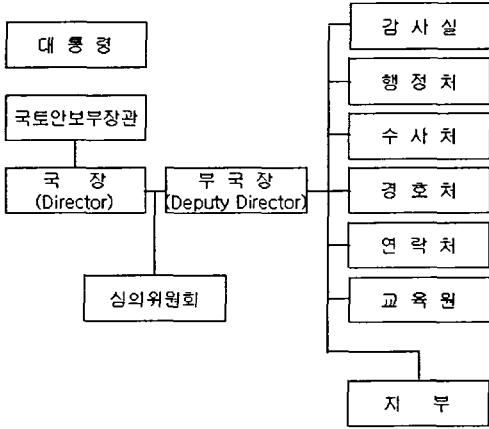 대 통 령
국토안보부장관
국 장
(Director)
부 국 장
(Deputy Director)
심의위원회
감 사 실
행 정 처
수 사 처
경 호 처
연 락 처
교 육 원
지 부